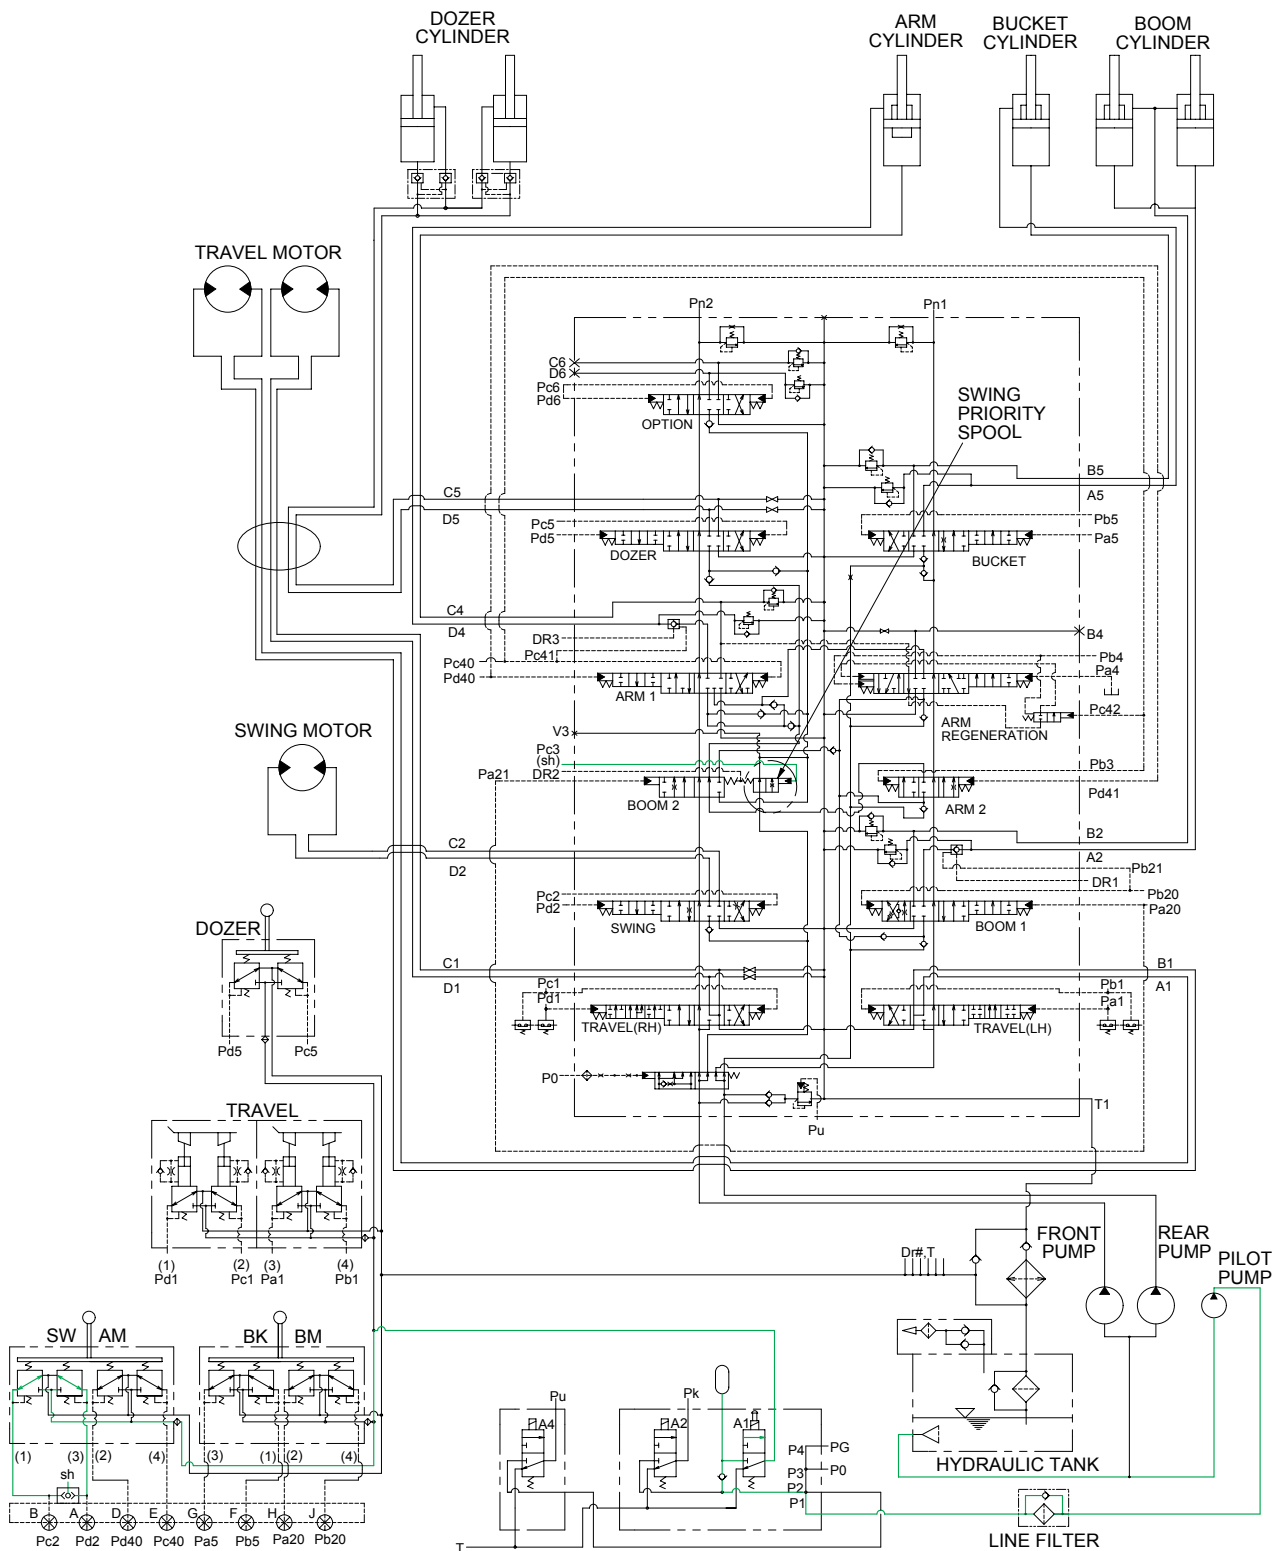 DOZER
CYLINDER
ARM
CYLINDER
BUCKET
CYLINDER
BOOM
CYLINDER
TRAVEL MOTOR
Pn2
Pn1
C6
D6
Pc6
Pd6
OPTION
SWING
PRIORITY
SPOOL
C5
D5
B5
A5
Pc5
Pd5
DOZER
Pb5
Pa5
BUCKET
C4
D4
DR3
B4
Pc40
Pc41
Pd40
ARM 1
Pb4
Pa4
ARM
REGENERATION
Pc42
SWING MOTOR
V3
Pc3
(sh)
DR2
Pa21
BOOM 2
Pb3
ARM 2
Pd41
C2
D2
B2
A2
Pb21
DR1
Pc2
Pd2
SWING
Pb20
Pa20
BOOM 1
DOZER
Pd5
Pc5
C1
D1
B1
A1
Pc1
Pd1
TRAVEL(RH)
Pb1
Pa1
TRAVEL(LH)
P0
Pu
T1
TRAVEL
(1)
Pd1
(2)
Pc1
(3)
Pa1
(4)
Pb1
Dr#,T
FRONT
PUMP
REAR
PUMP
PILOT
PUMP
SW
AM
BK
BM
(1)
(3)
(2)
(4)
(3)
(1)
(2)
(4)
sh
B
A
D
E
G
F
H
J
Pc2
Pd2
Pd40
Pc40
Pa5
Pb5
Pa20
Pb20
Pu
A4
Pk
A2
A1
P4
PG
P3
P0
P2
P1
T
HYDRAULIC TANK
LINE FILTER